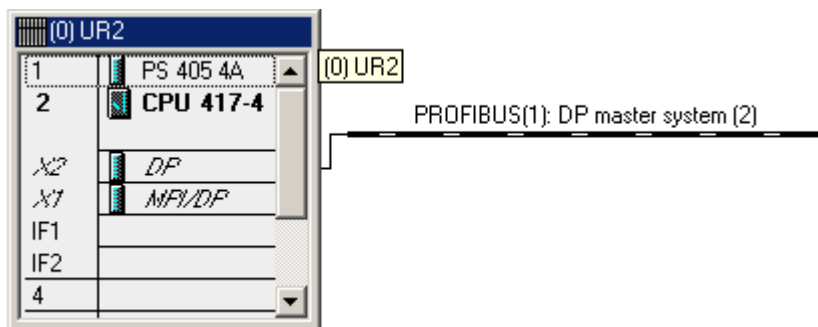 (0) UR2
1 PS 405 4A
(0) UR2
2 CPU 417-4
PROFIBUS(1): DP master system (2)
X2 DP
X1 MPI/DP
IF1
IF2
4